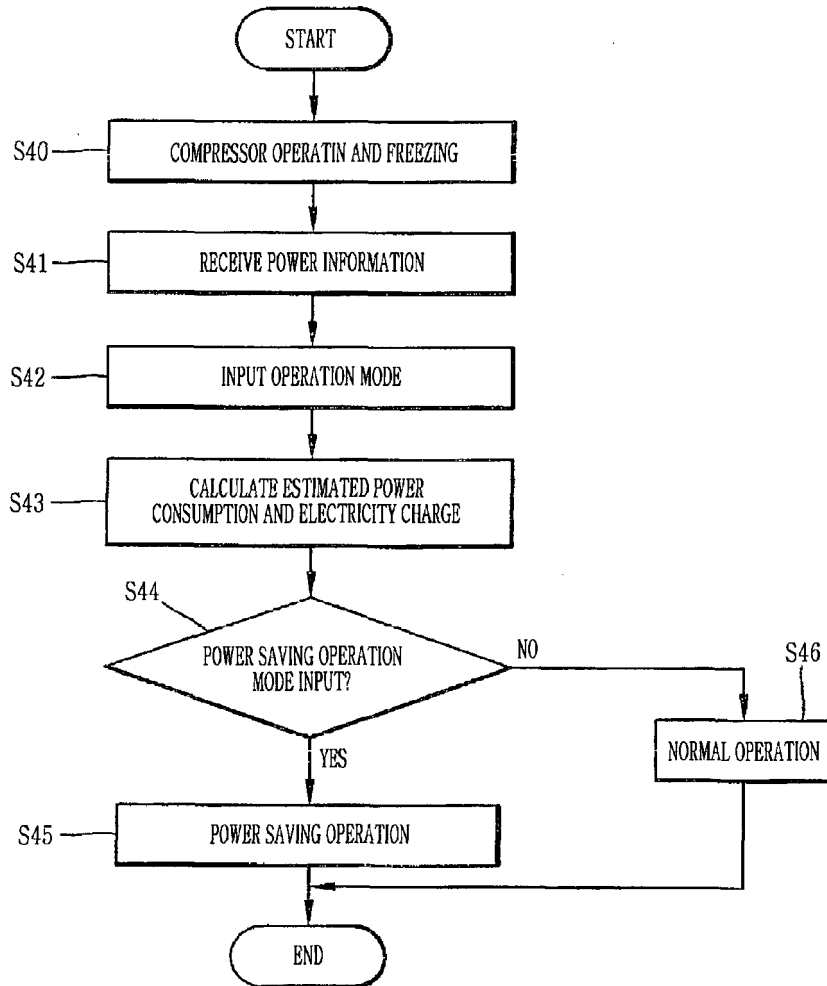 START
S40
COMPRESSOR OPERATIN AND FREEZING
S41
RECEIVE POWER INFORMATION
S42
INPUT OPERATION MODE
S43
CALCULATE ESTIMATED POWER
CONSUMPTION AND ELECTRICITY CHARGE
S44
POWER SAVING OPERATION
MODE INPUT?
NO
S46
NORMAL OPERATION
YES
S45
POWER SAVING OPERATION
END